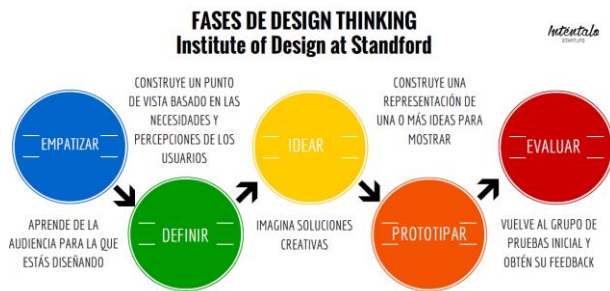 FASES DE DESIGN THINKING
Institute of Design at Standford
Inténtalo
STARTUPS
EMPATIZAR
APRENDE DE LA
AUDIENCIA PARA LA QUE
ESTÁS DISEÑANDO
CONSTRUYE UN PUNTO
DE VISTA BASADO EN LAS
NECESIDADES Y
PERCEPCIONES DE LOS
USUARIOS
DEFINIR
IDEAR
IMAGINA SOLUCIONES
CREATIVAS
CONSTRUYE UNA
REPRESENTACIÓN DE
UNA O MÁS IDEAS PARA
MOSTRAR
PROTOTIPAR
EVALUAR
VUELVE AL GRUPO DE
PRUEBAS INICIAL Y
OBTÉN SU FEEDBACK